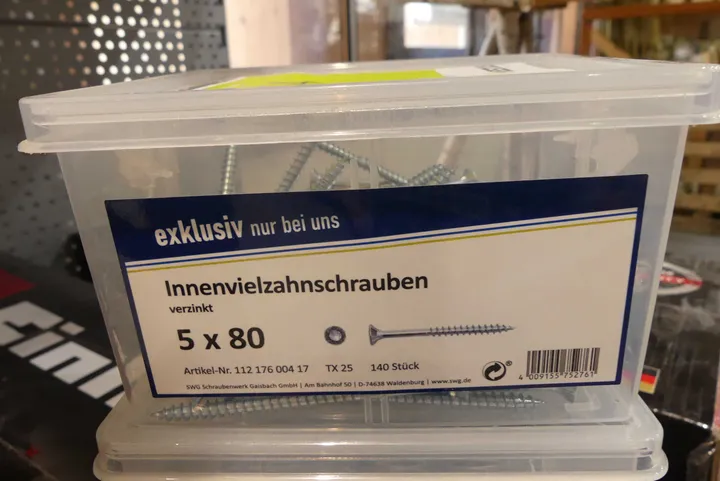 exklusiv nur bei uns
Innenvielzahnschrauben
verzinkt
5 x 80
Artikel-Nr. 112 176 004 17 TX 25 140 Stück
SWG Schraubenwerk Gaisbach GmbH | Am Bahnhof 50 | D-74638 Waldenburg | www.swg.de
4 009155 752761